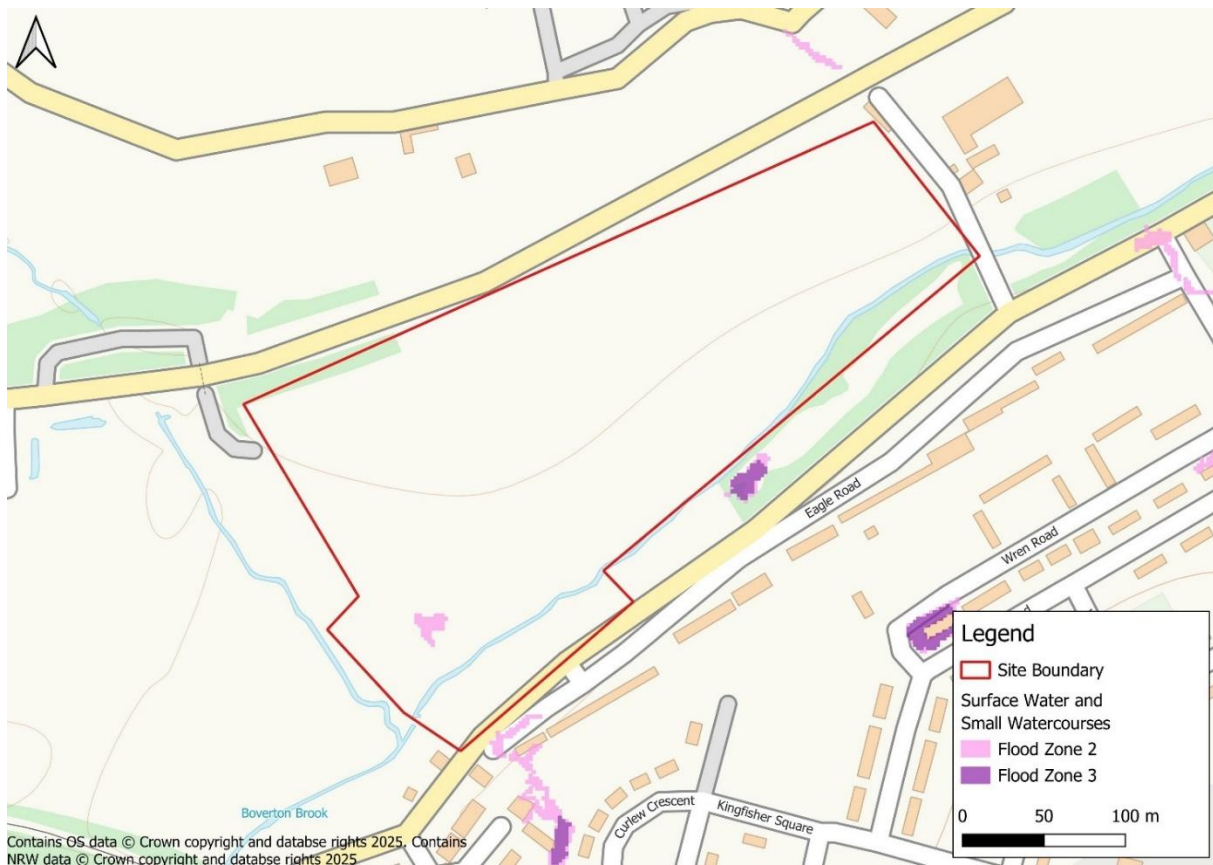 Eagle Road
Wren Road
Legend
Site Boundary
Surface Water and
Small Watercourses
Flood Zone 2
Flood Zone 3
0 50 100 m
Curlew Crescent
Kingfisher Square
Boverton Brook
Contains OS data © Crown copyright and databse rights 2025. Contains
NRW data © Crown copyright and databse rights 2025